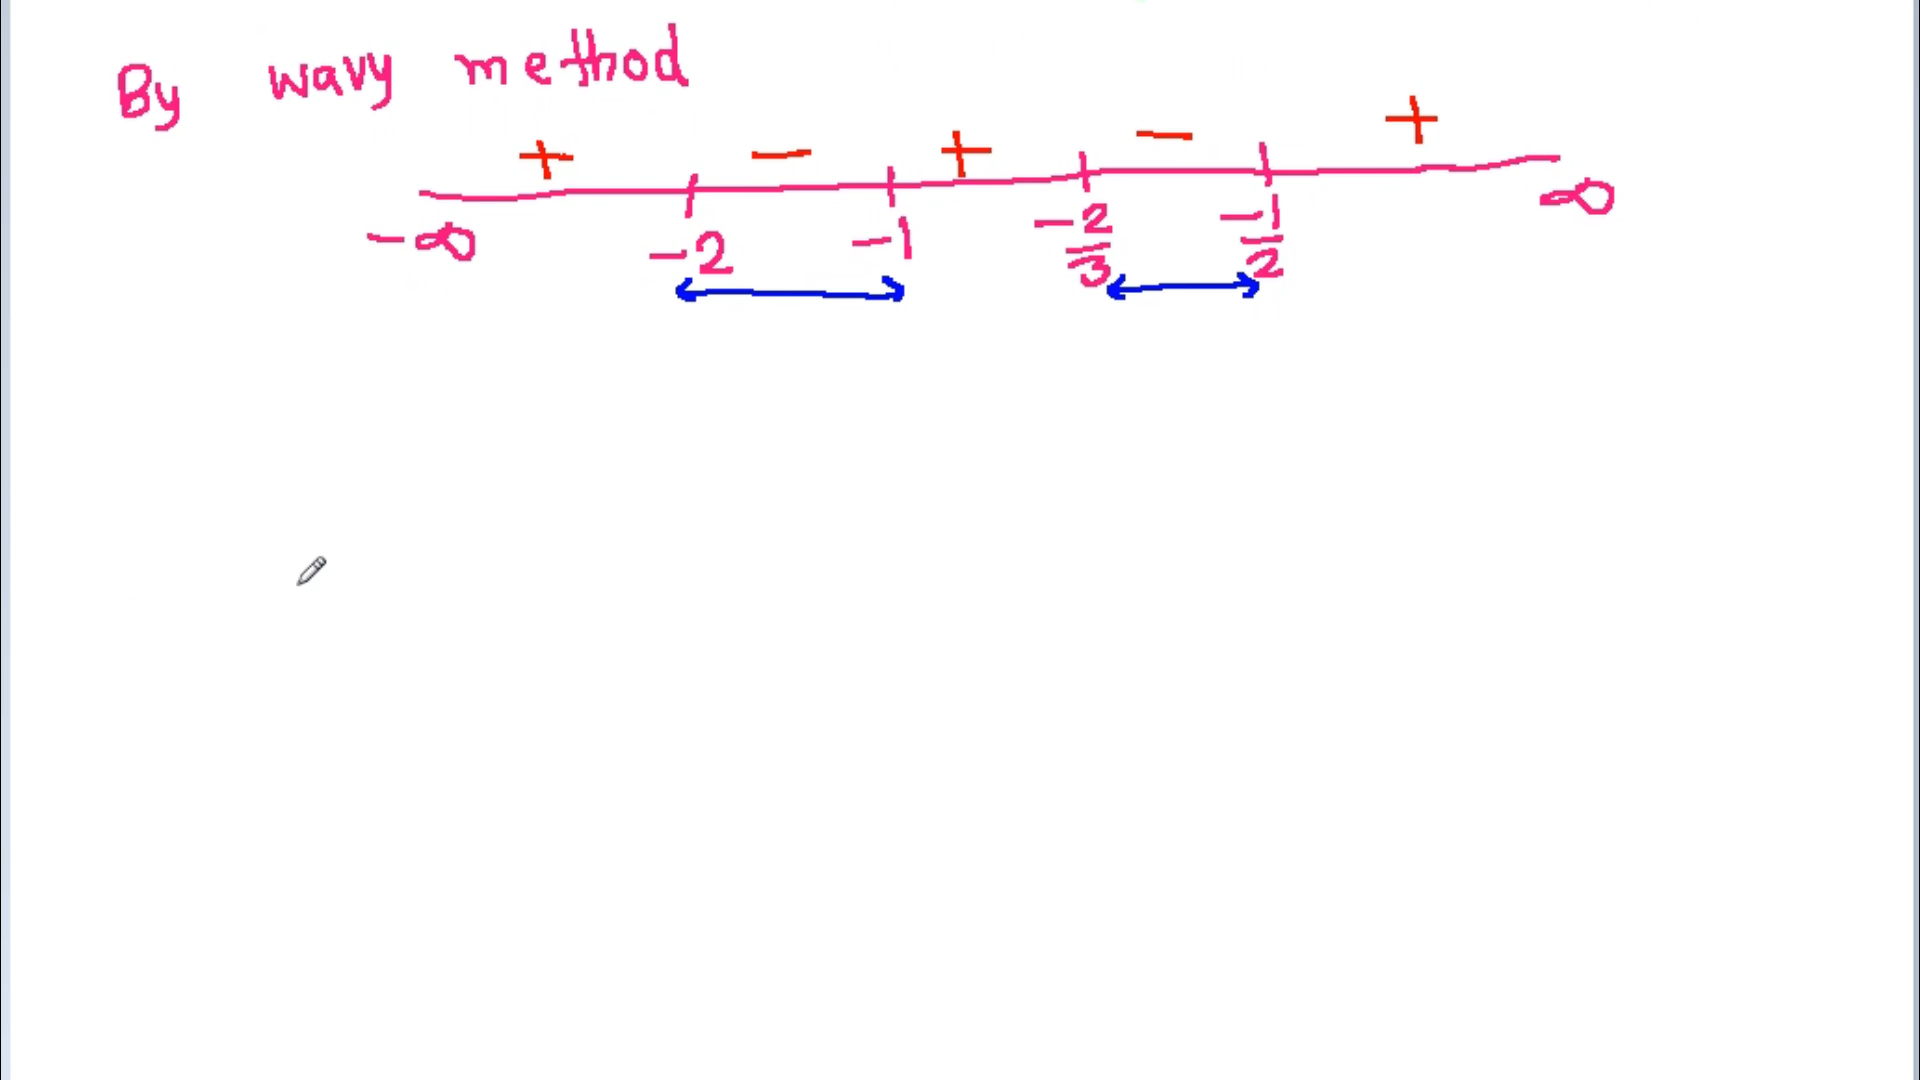 By wavy method
+ − + − +
-∞ -2 -1 -2/3 -1/2 ∞